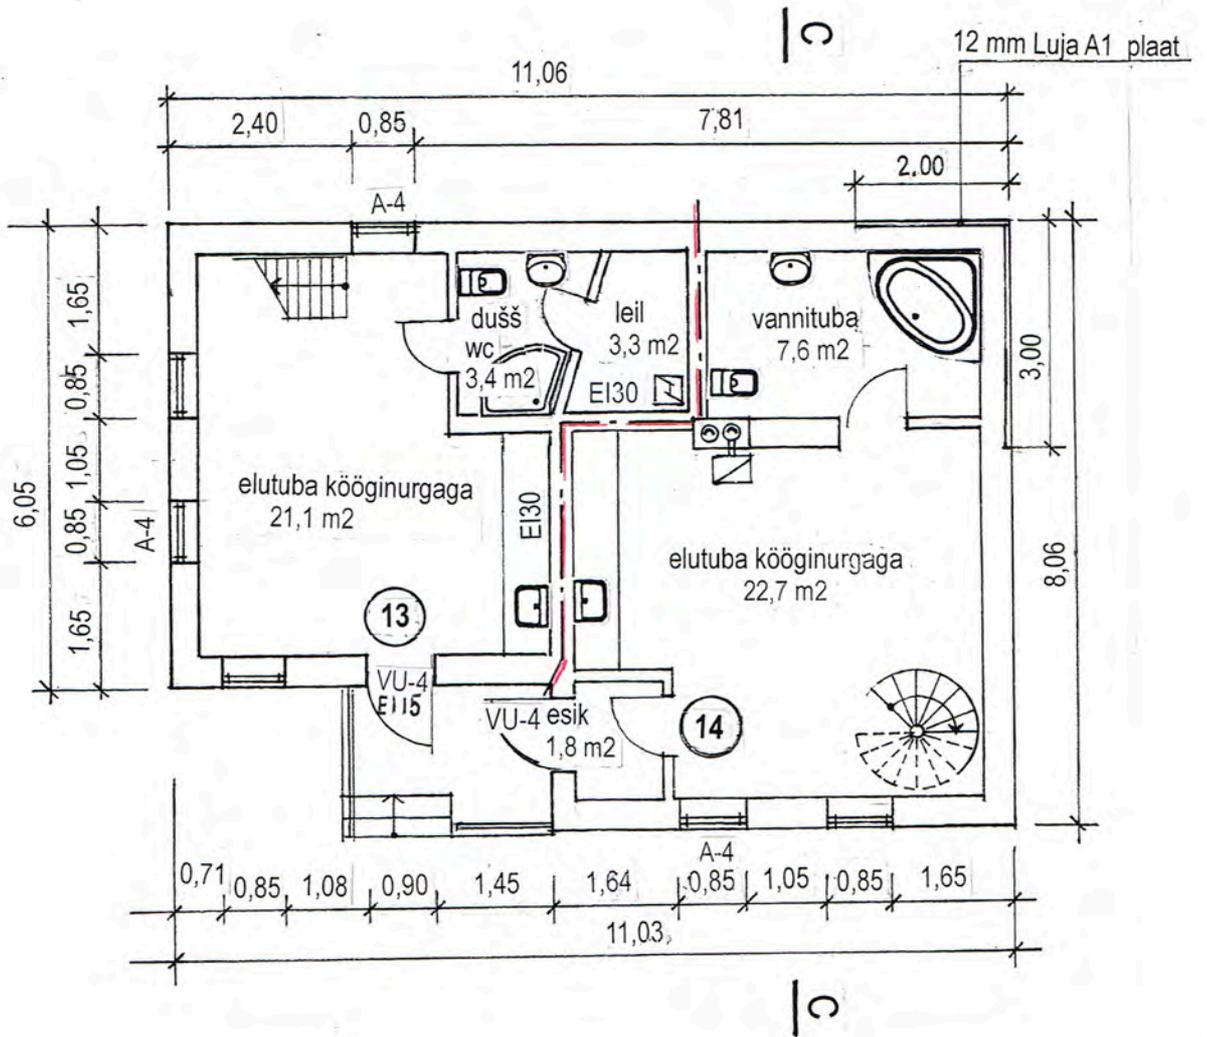 C
12 mm Luja A1 plaat
11,06
2,40
0,85
7,81
2,00
A-4
1,65
0,85
1,05
0,85
1,65
6,05
A-4
dušš
wc
3,4 m2
leil
3,3 m2
EI30
vannituba
7,6 m2
3,00
8,06
elutuba kööginurgaga
21,1 m2
EI30
elutuba kööginurgaga
22,7 m2
13
VU-4
EI15
VU-4
esik
1,8 m2
14
A-4
0,71
0,85
1,08
0,90
1,45
1,64
0,85
1,05
0,85
1,65
11,03
C